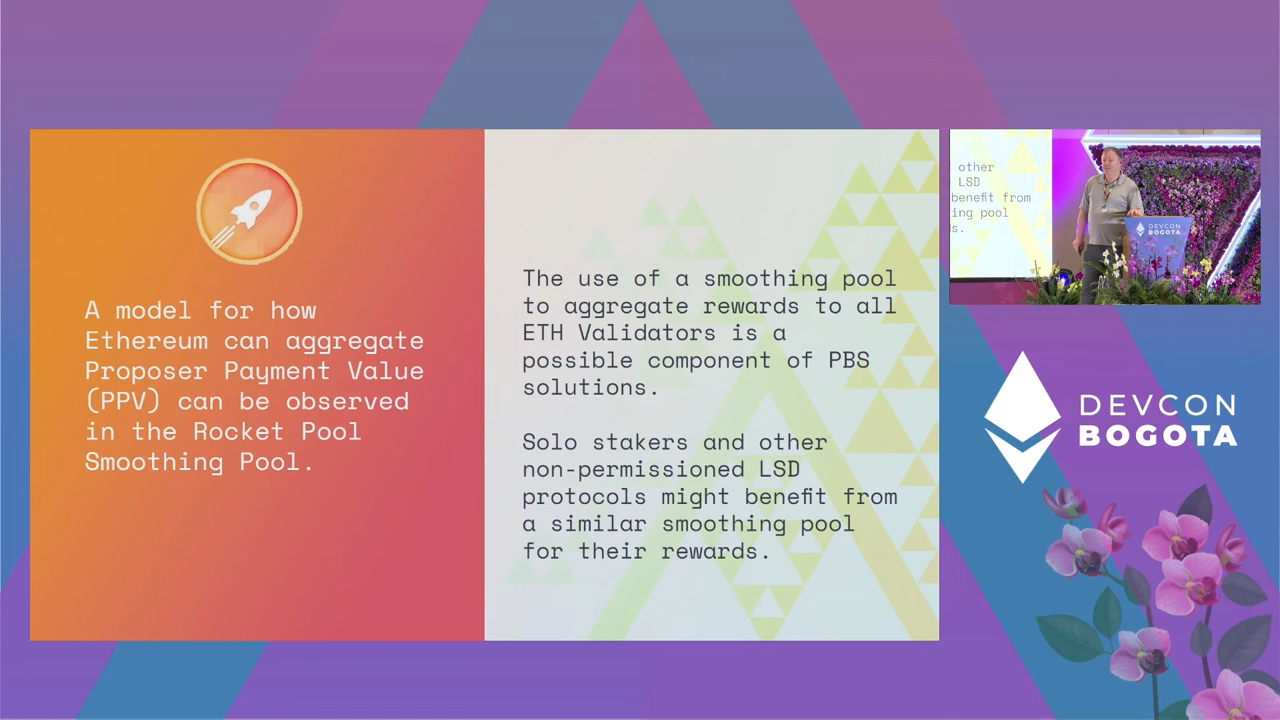 A model for how
Ethereum can aggregate
Proposer Payment Value
(PPV) can be observed
in the Rocket Pool
Smoothing Pool.
The use of a smoothing pool
to aggregate rewards to all
ETH Validators is a
possible component of PBS
solutions.
Solo stakers and other
non-permissioned LSD
protocols might benefit from
a similar smoothing pool
for their rewards.
other
LSD
benefit from
ing pool
s.
DEVCON
BOGOTA
DEVCON
BOGOTA